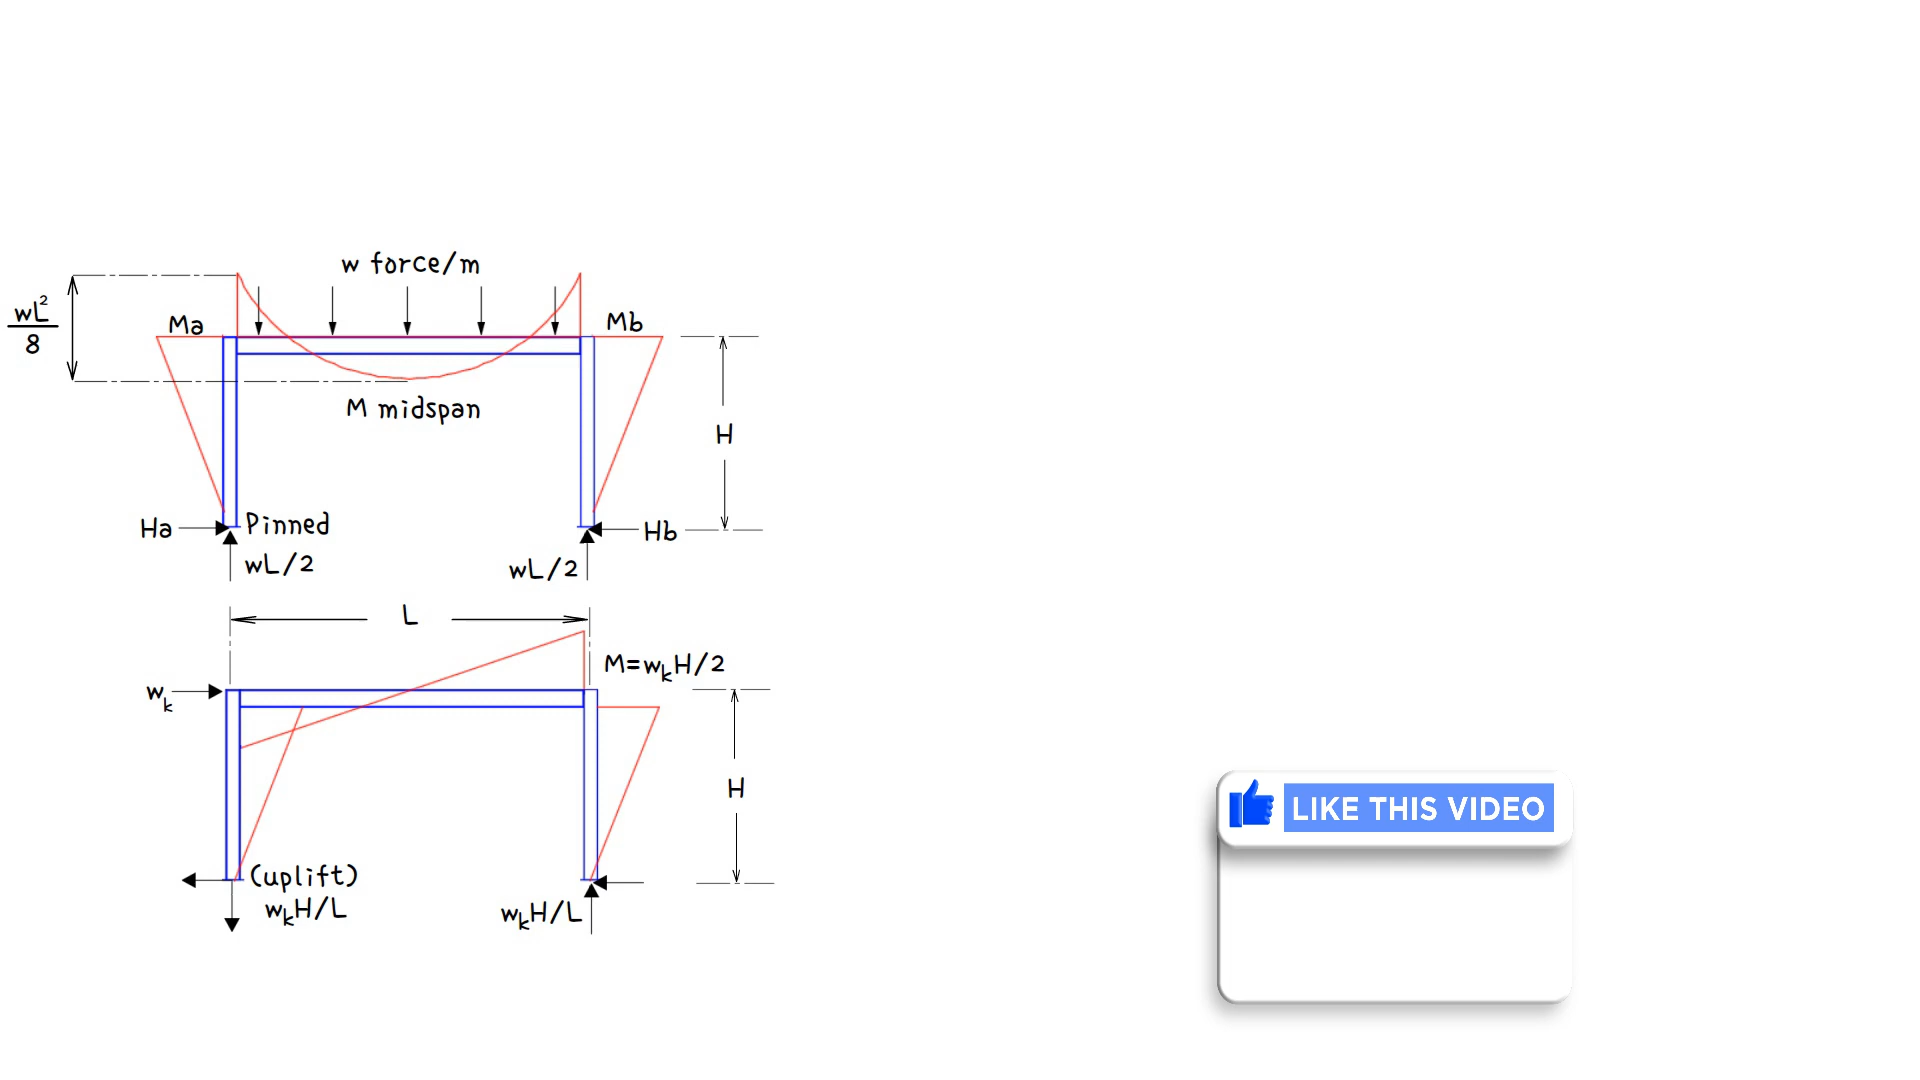 w force/m
wL²
8
Ma
Mb
M midspan
H
Ha
Pinned
Hb
wL/2
wL/2
L
M=wₖH/2
wₖ
H
(uplift)
wₖH/L
wₖH/L
LIKE THIS VIDEO